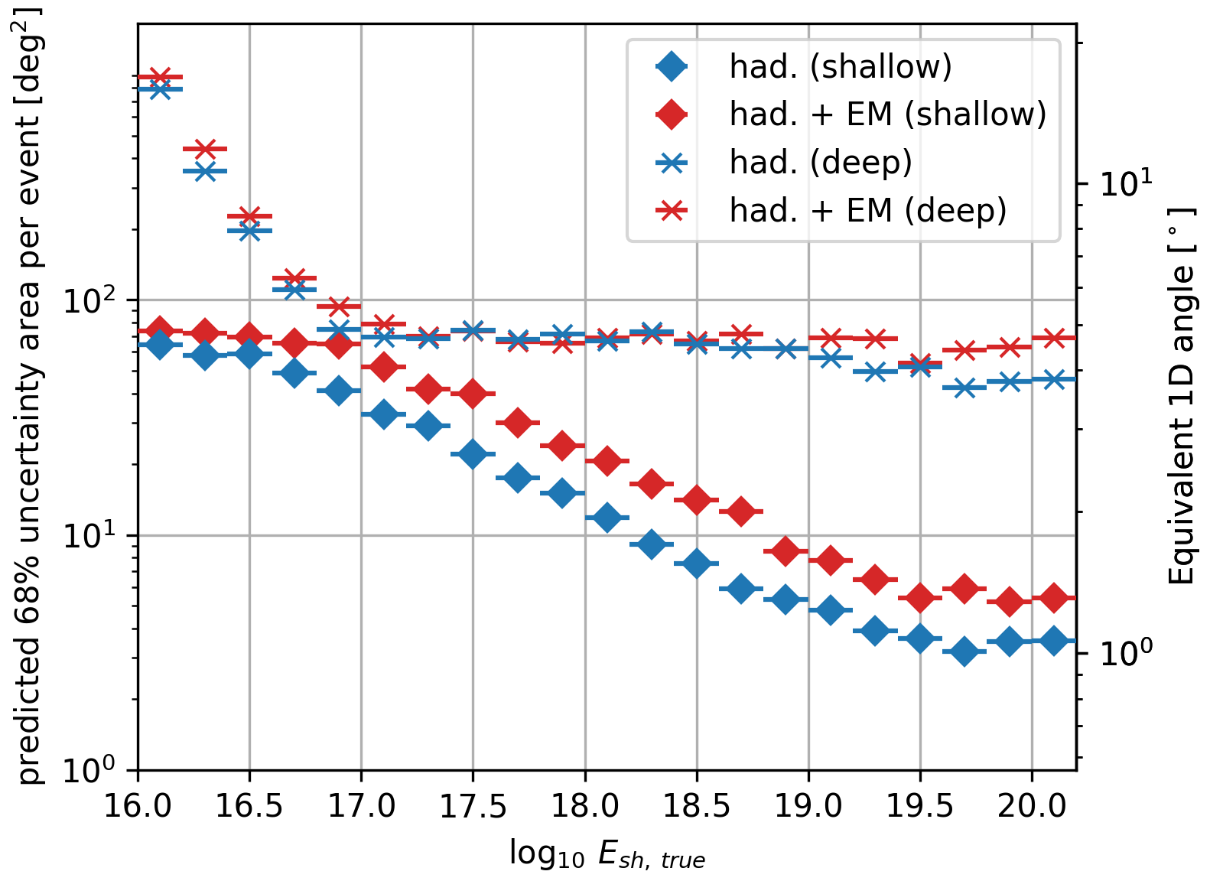 predicted 68% uncertainty area per event [deg²]
10²
10¹
10⁰
16.0 16.5 17.0 17.5 18.0 18.5 19.0 19.5 20.0
log₁₀ E_{sh, true}
had. (shallow)
had. + EM (shallow)
had. (deep)
had. + EM (deep)
10¹
10⁰
Equivalent 1D angle [°]